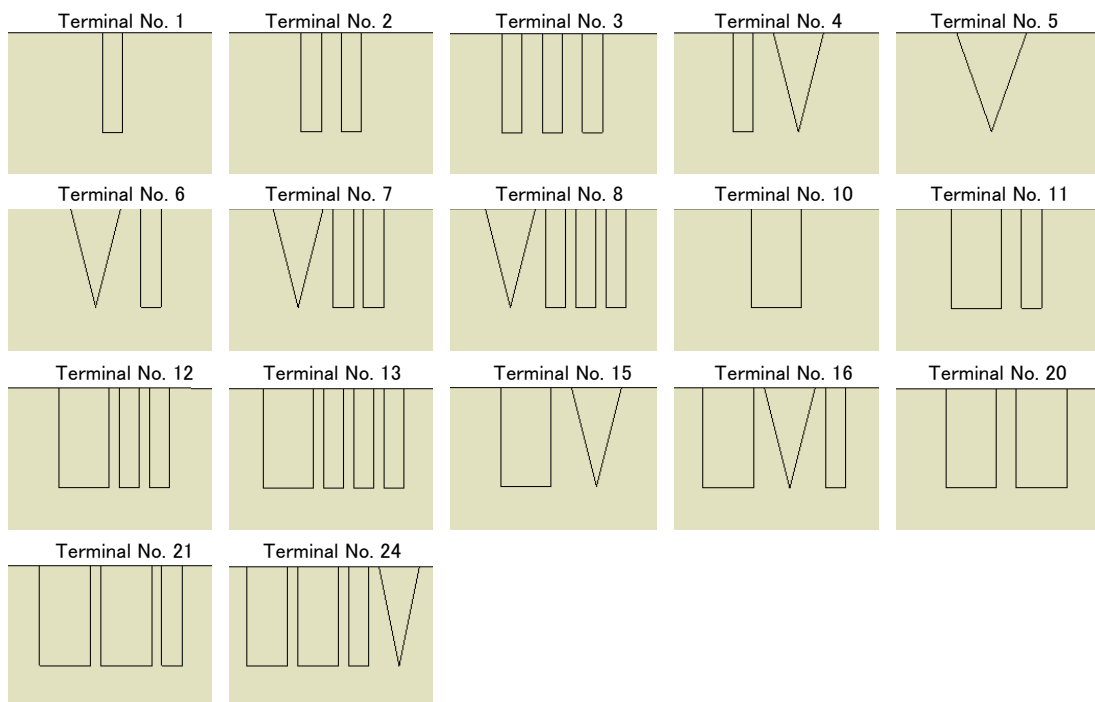 Terminal No. 1
Terminal No. 2
Terminal No. 3
Terminal No. 4
Terminal No. 5
Terminal No. 6
Terminal No. 7
Terminal No. 8
Terminal No. 10
Terminal No. 11
Terminal No. 12
Terminal No. 13
Terminal No. 15
Terminal No. 16
Terminal No. 20
Terminal No. 21
Terminal No. 24